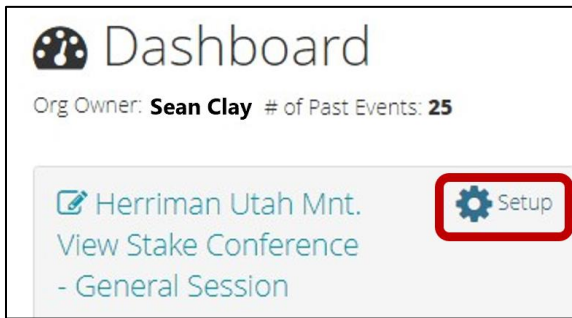 Dashboard
Org Owner: Sean Clay # of Past Events: 25
Herriman Utah Mnt. Setup
View Stake Conference
- General Session